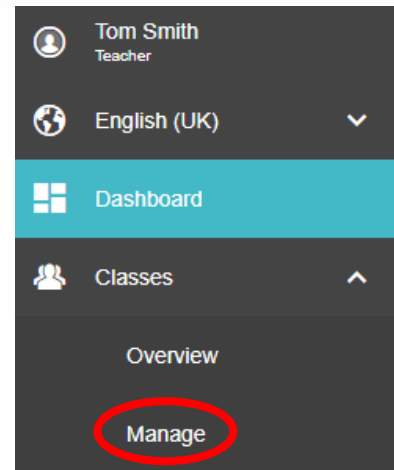 Tom Smith
Teacher
English (UK)
Dashboard
Classes
Overview
Manage